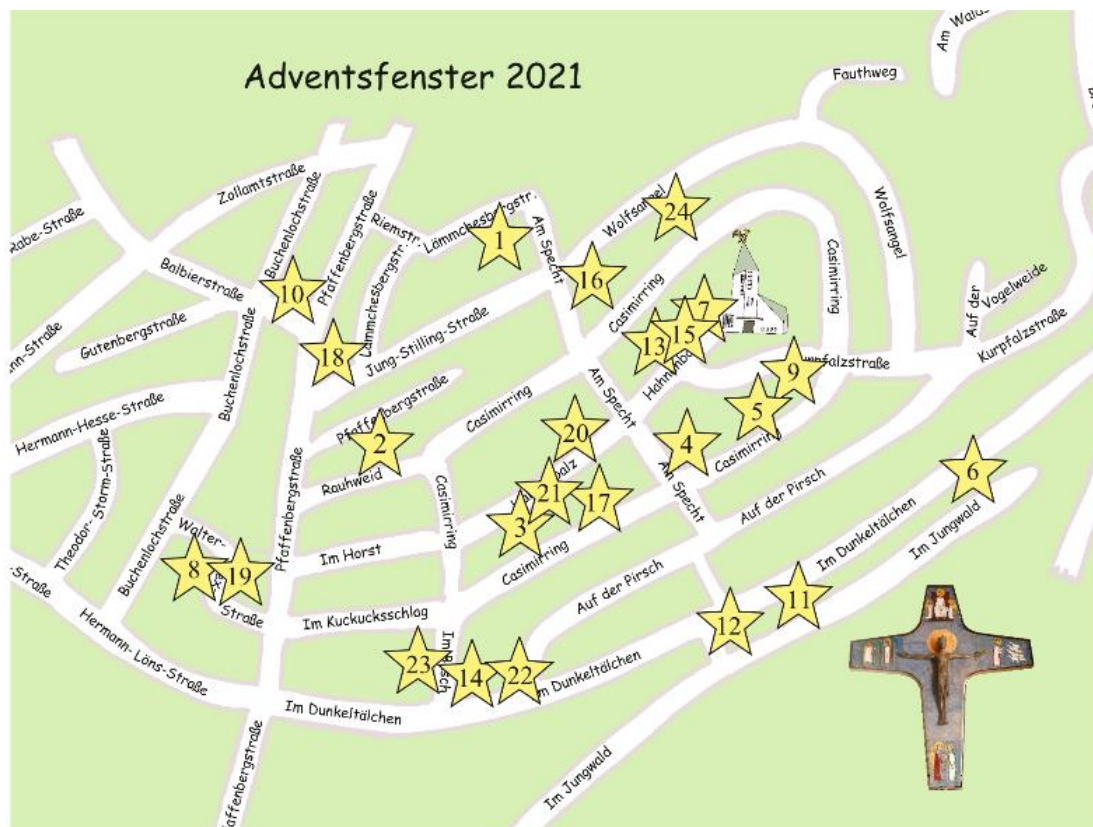 Adventsfenster 2021
Fauthweg
Zollamtstraße
Rabe-Straße
Riemstr.
Lämmchesbergstr.
24
Wolfsangel
1
Am Specht
Wolfsangel
Buchenlochstraße
Pfaffenbergstraße
Balbierstraße
10
16
Casimirring
7
Casimirring
Auf der
Vogelweide
Gutenbergstraße
18
Jung-Stilling-Straße
13
15
Kurpfalzstraße
9
Buchenlochstraße
Pfaffenbergstraße
Casimirring
Am Specht
5
Hermann-Hesse-Straße
2
Rauhweid
20
4
Casimirring
Am Specht
6
Theodor-Storm-Straße
Casimirring
21
17
Auf der Pirsch
3
Buchenlochstraße
Walter-
Pfaffenbergstraße
Im Horst
Casimirring
Im Dunkeltälchen
Im Jungwald
8
19
Straße
Im Kuckucksschlag
Auf der Pirsch
11
12
Hermann-Löns-Straße
23
14
22
Im Dunkeltälchen
Im Dunkeltälchen
Im Jungwald